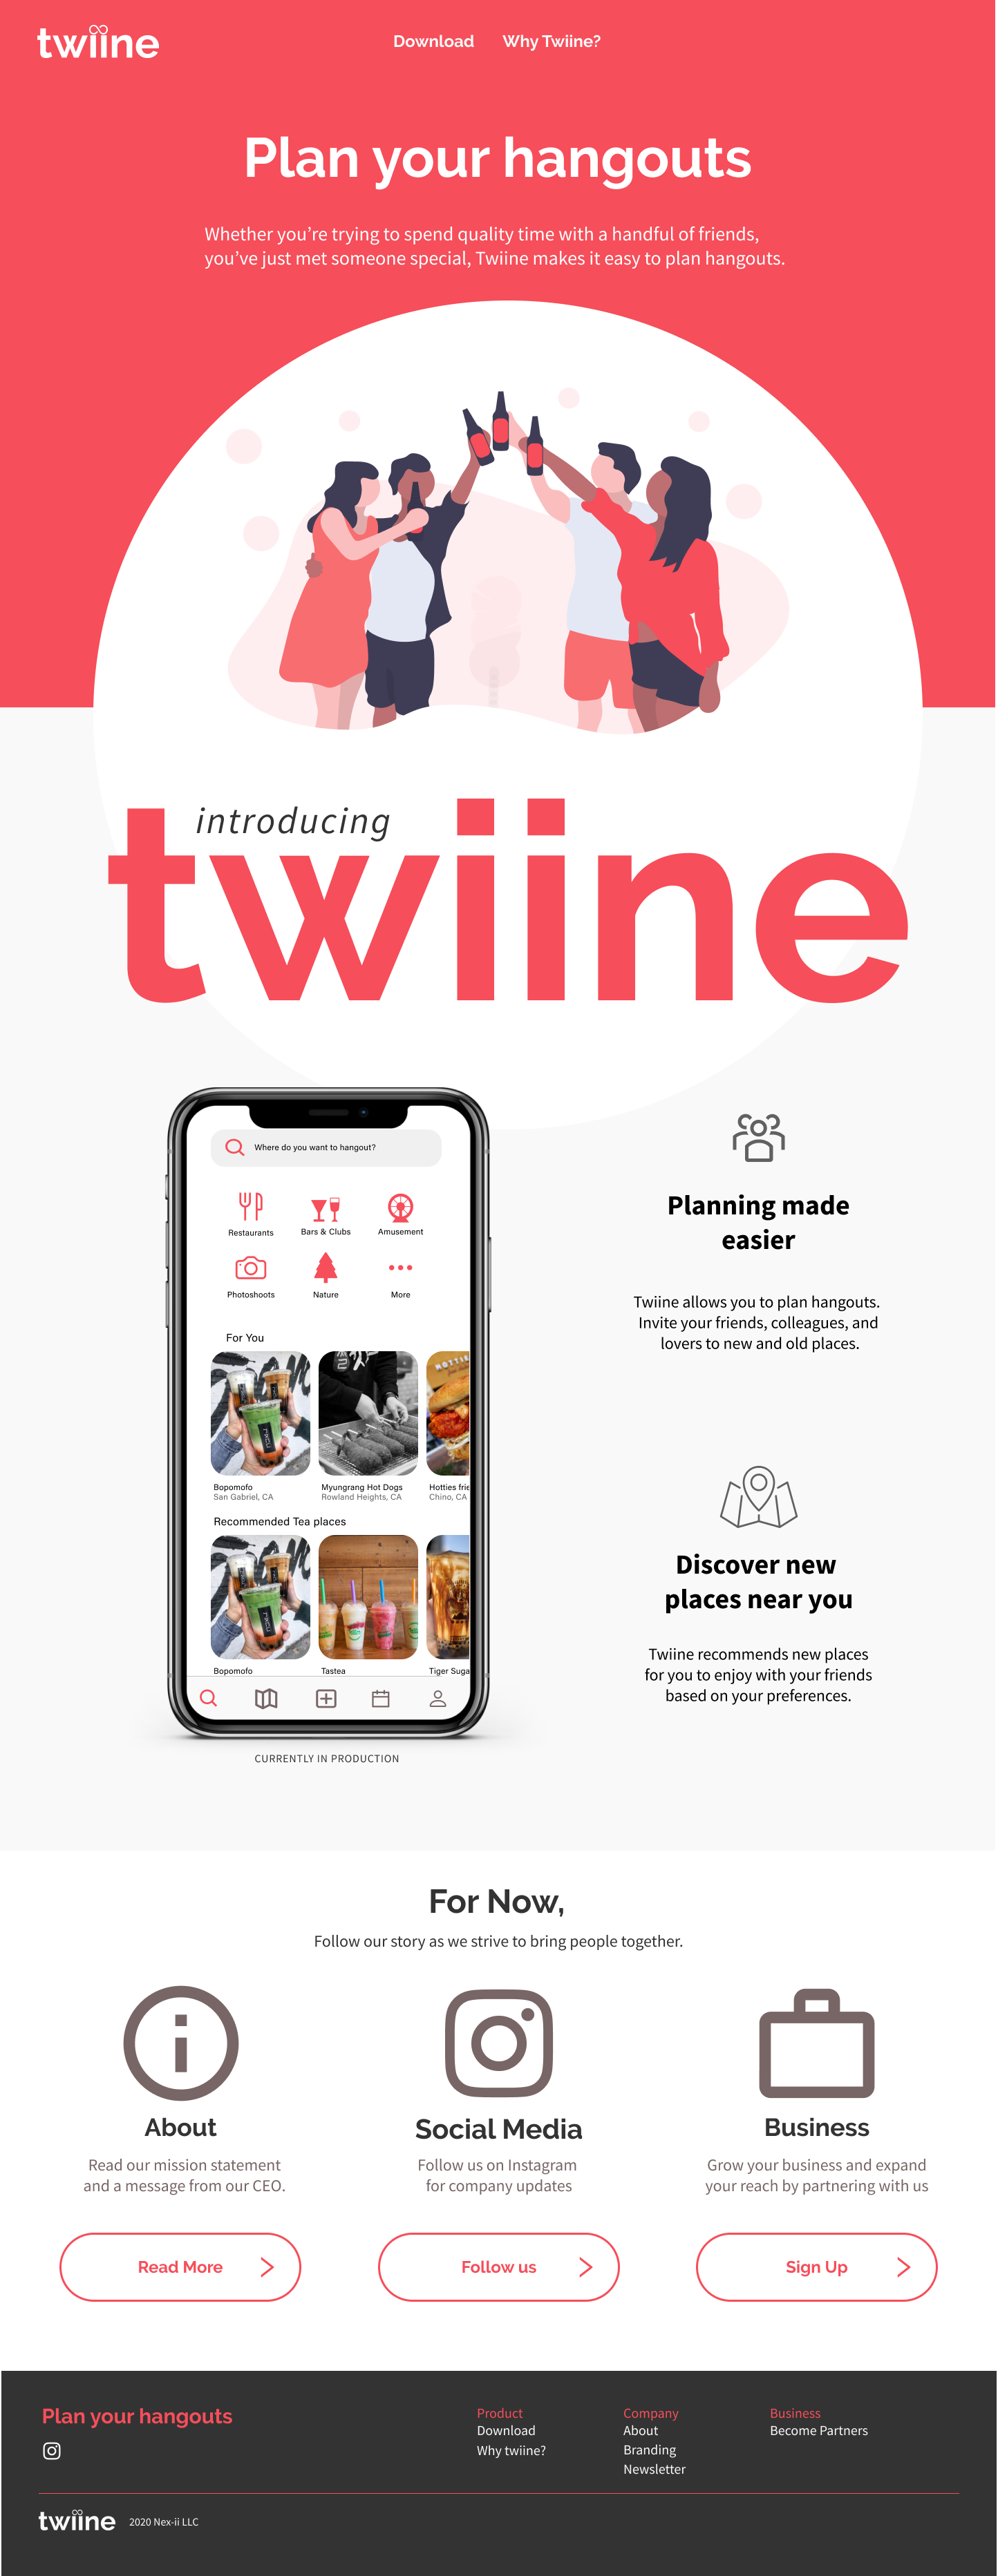 twiine
Download
Why Twiine?
Plan your hangouts
Whether you’re trying to spend quality time with a handful of friends,
you’ve just met someone special, Twiine makes it easy to plan hangouts.
introducing
twiine
Where do you want to hangout?
Restaurants
Bars & Clubs
Amusement
Photoshoots
Nature
More
For You
Bopomofo
San Gabriel, CA
Myungrang Hot Dogs
Rowland Heights, CA
Hotties frie
Chino, CA
Recommended Tea places
Bopomofo
Tastea
Tiger Suga
CURRENTLY IN PRODUCTION
Planning made
easier
Twiine allows you to plan hangouts.
Invite your friends, colleagues, and
lovers to new and old places.
Discover new
places near you
Twiine recommends new places
for you to enjoy with your friends
based on your preferences.
For Now,
Follow our story as we strive to bring people together.
About
Read our mission statement
and a message from our CEO.
Read More
Social Media
Follow us on Instagram
for company updates
Follow us
Business
Grow your business and expand
your reach by partnering with us
Sign Up
Plan your hangouts
Product
Download
Why twiine?
Company
About
Branding
Newsletter
Business
Become Partners
twiine
2020 Nex-ii LLC